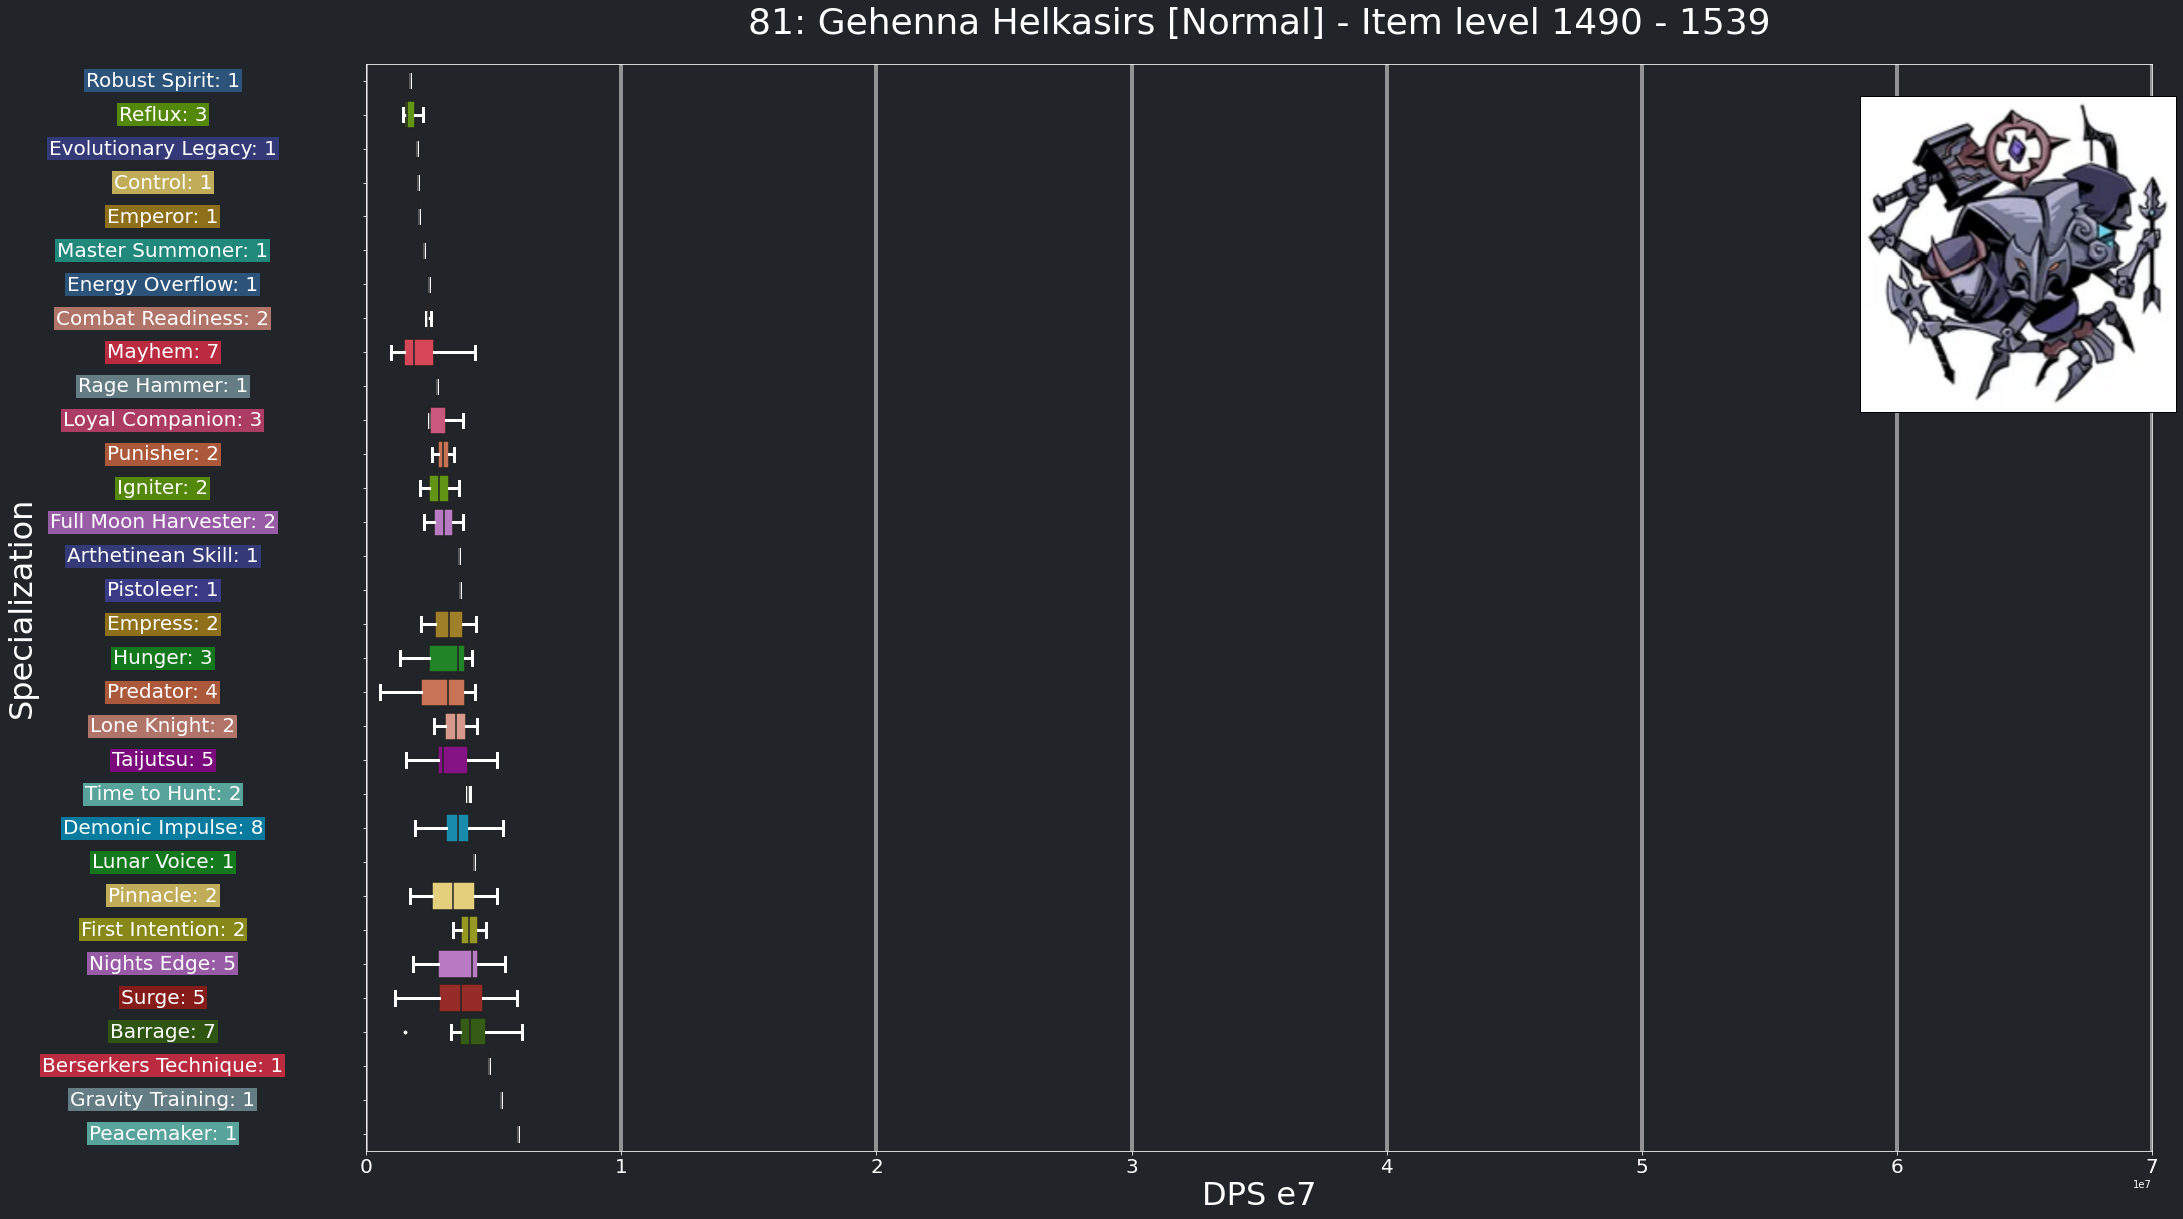 81: Gehenna Helkasirs [Normal] - Item level 1490 - 1539
Specialization
Robust Spirit: 1
Reflux: 3
Evolutionary Legacy: 1
Control: 1
Emperor: 1
Master Summoner: 1
Energy Overflow: 1
Combat Readiness: 2
Mayhem: 7
Rage Hammer: 1
Loyal Companion: 3
Punisher: 2
Igniter: 2
Full Moon Harvester: 2
Arthetinean Skill: 1
Pistoleer: 1
Empress: 2
Hunger: 3
Predator: 4
Lone Knight: 2
Taijutsu: 5
Time to Hunt: 2
Demonic Impulse: 8
Lunar Voice: 1
Pinnacle: 2
First Intention: 2
Nights Edge: 5
Surge: 5
Barrage: 7
Berserkers Technique: 1
Gravity Training: 1
Peacemaker: 1
0 1 2 3 4 5 6 7
1e7
DPS e7